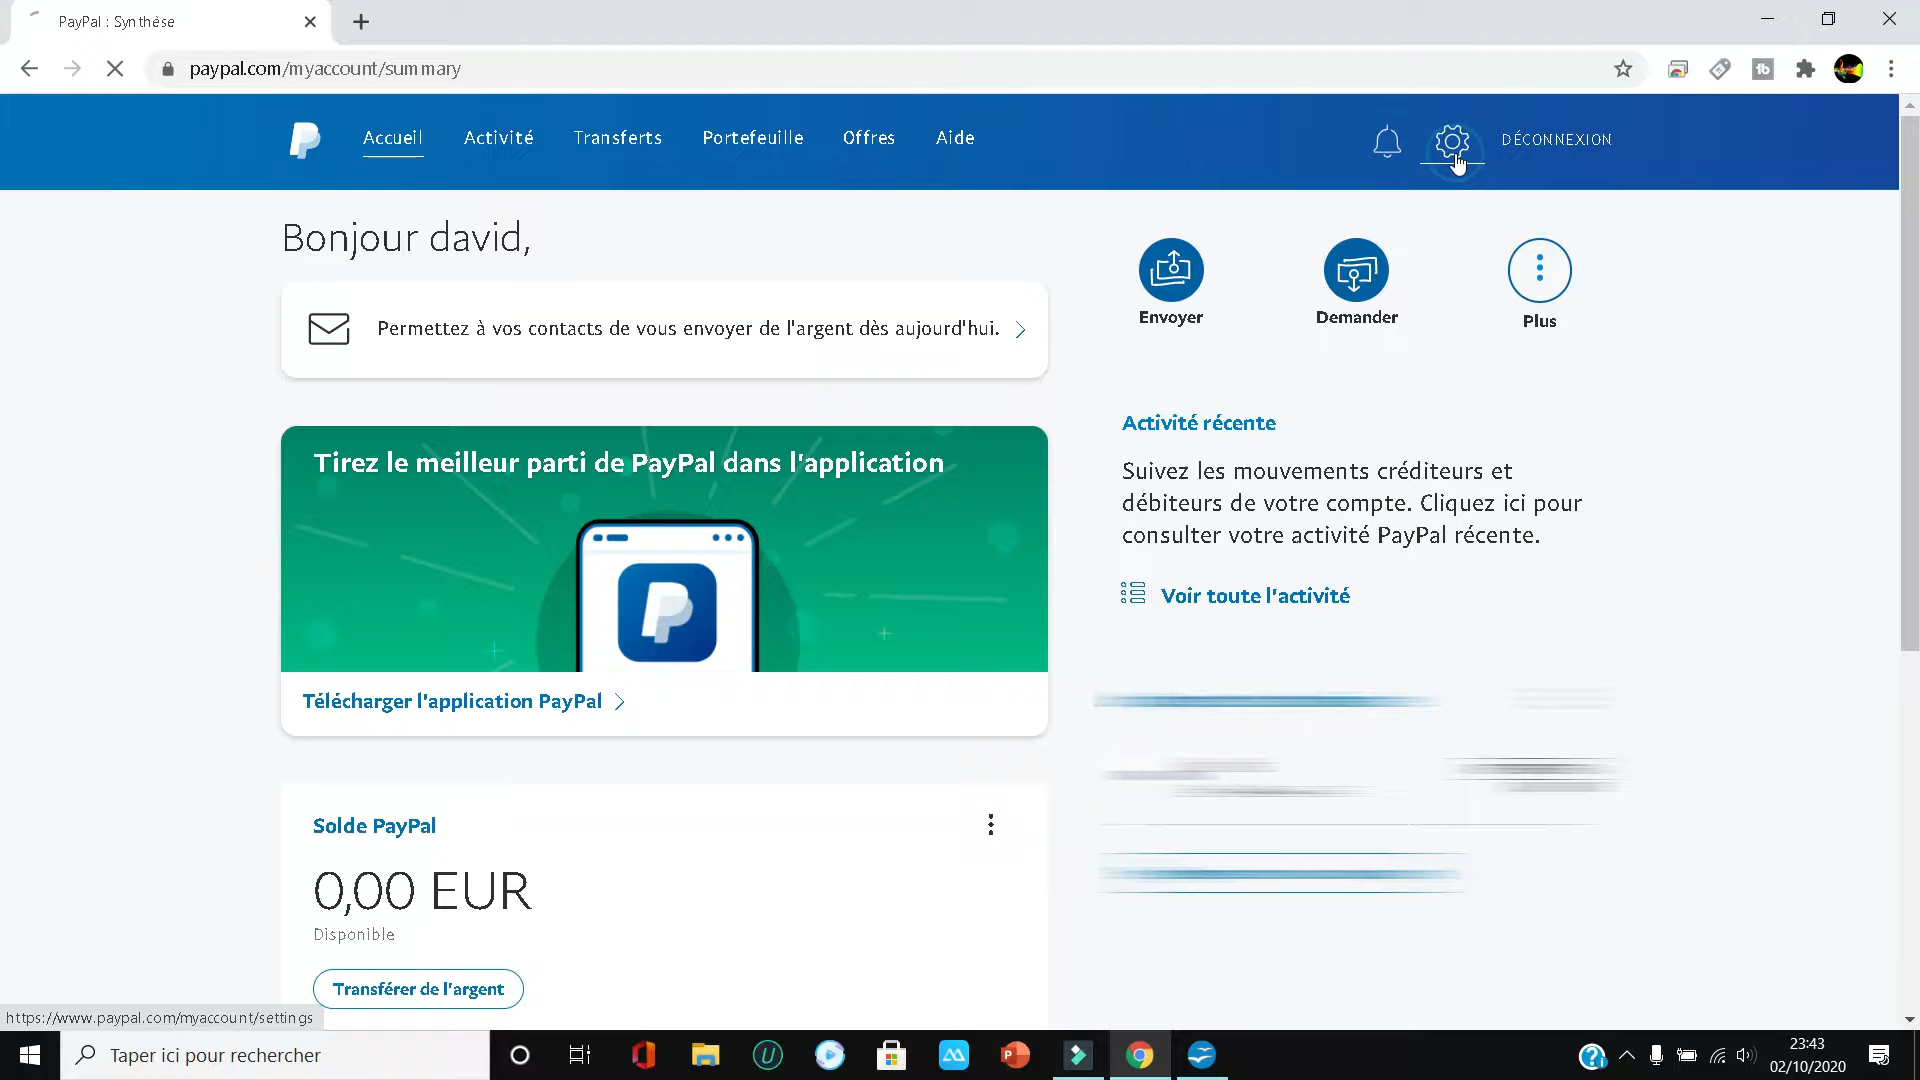 PayPal : Synthèse
paypal.com/myaccount/summary
Accueil
Activité
Transferts
Portefeuille
Offres
Aide
DÉCONNEXION
Bonjour david,
Permettez à vos contacts de vous envoyer de l'argent dès aujourd'hui.
Envoyer
Demander
Plus
Tirez le meilleur parti de PayPal dans l'application
Télécharger l'application PayPal
Activité récente
Suivez les mouvements créditeurs et
débiteurs de votre compte. Cliquez ici pour
consulter votre activité PayPal récente.
Voir toute l'activité
Solde PayPal
0,00 EUR
Disponible
Transférer de l'argent
https://www.paypal.com/myaccount/settings
Taper ici pour rechercher
23:43
02/10/2020